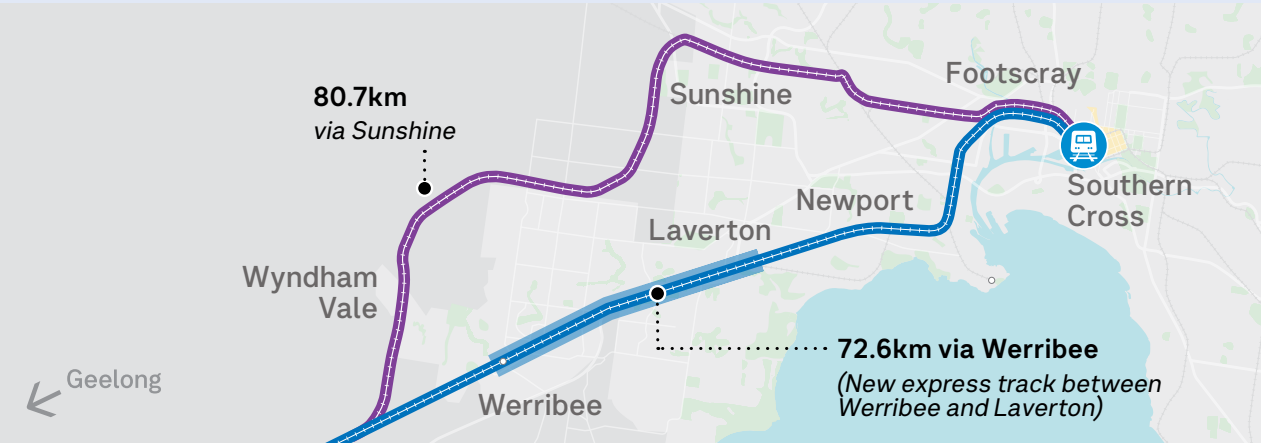 Footscray
80.7km
via Sunshine
Sunshine
Southern
Cross
Newport
Laverton
Wyndham
Vale
72.6km via Werribee
(New express track between
Werribee and Laverton)
Geelong
Werribee